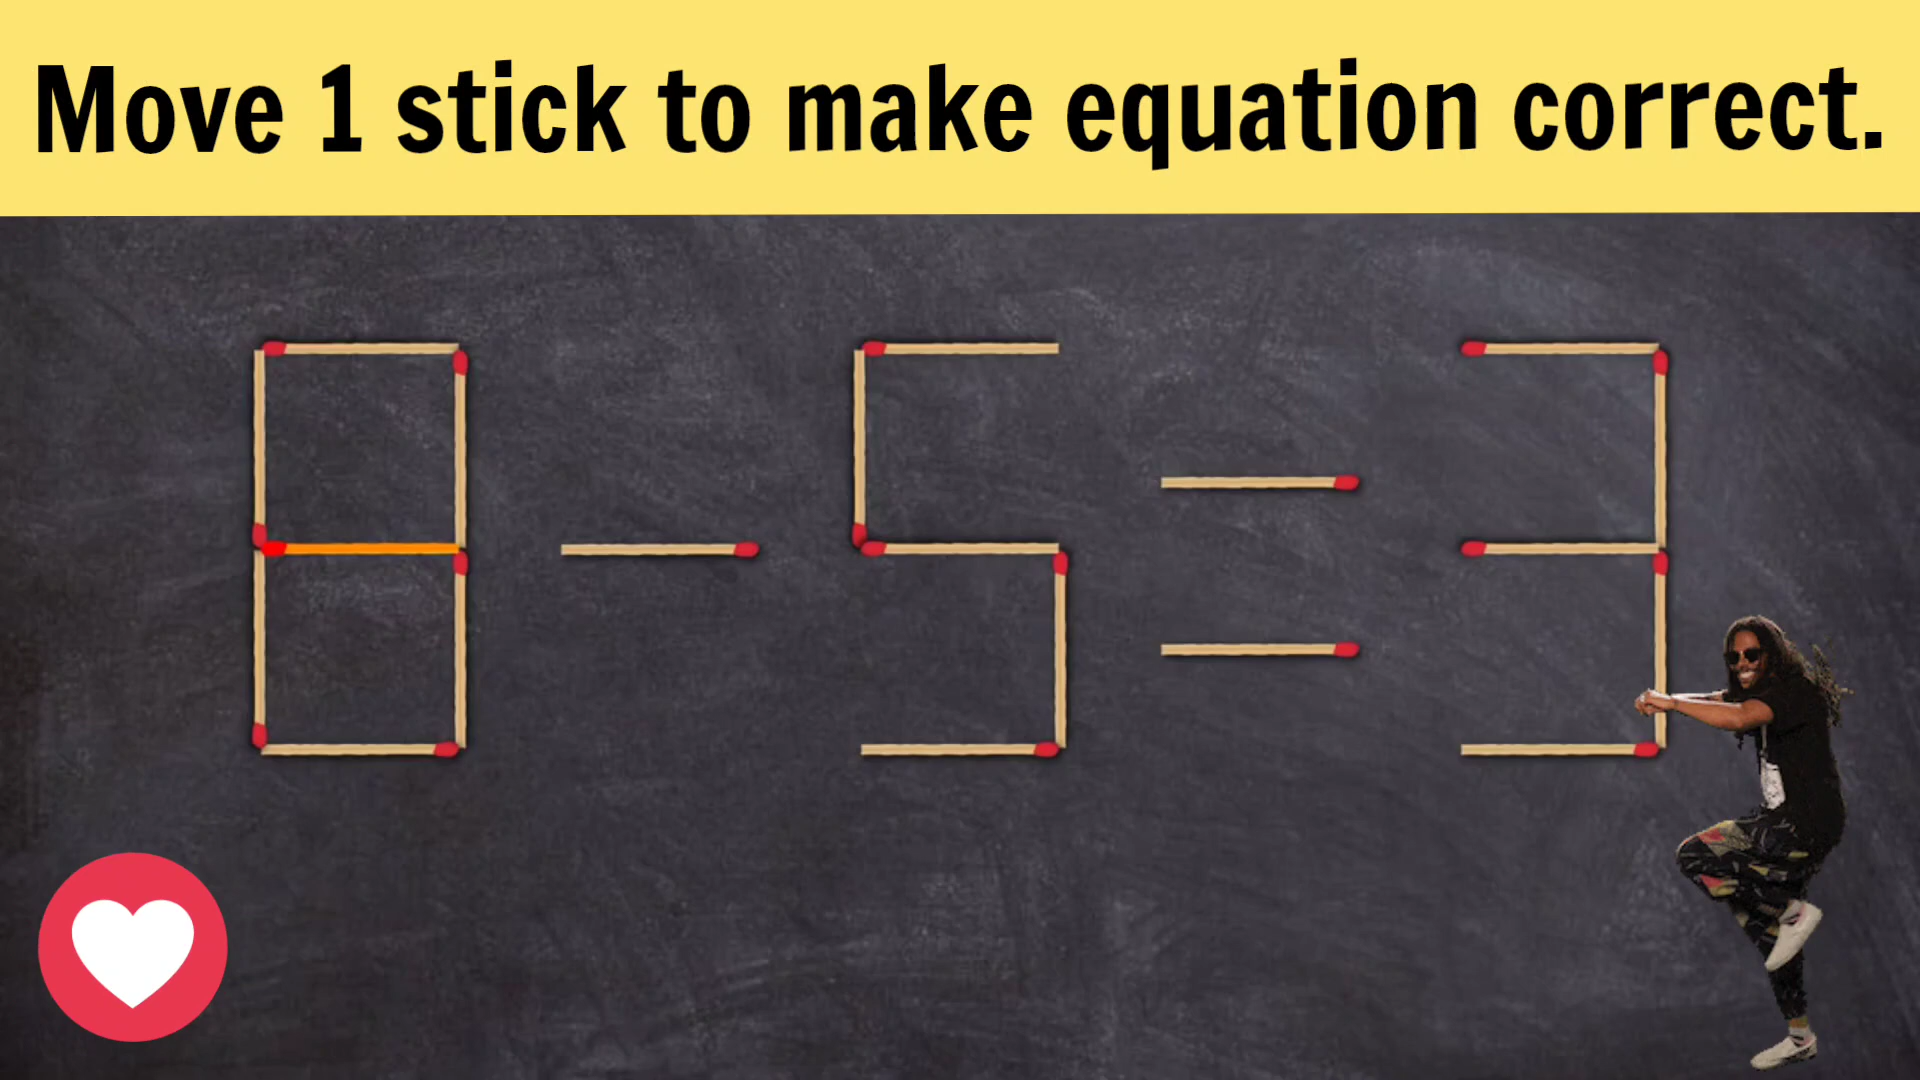 Move 1 stick to make equation correct.
8 - 5 = 3